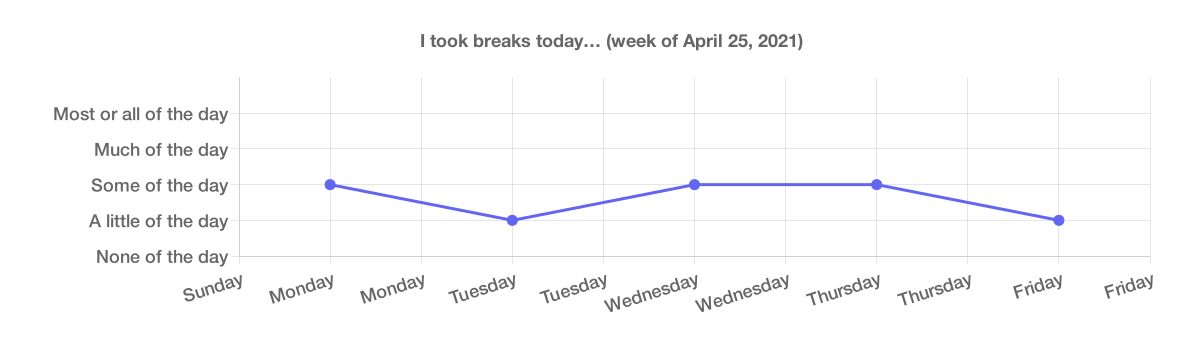 I took breaks today… (week of April 25, 2021)
Most or all of the day
Much of the day
Some of the day
A little of the day
None of the day
Sunday
Monday
Monday
Tuesday
Tuesday
Wednesday
Wednesday
Thursday
Thursday
Friday
Friday